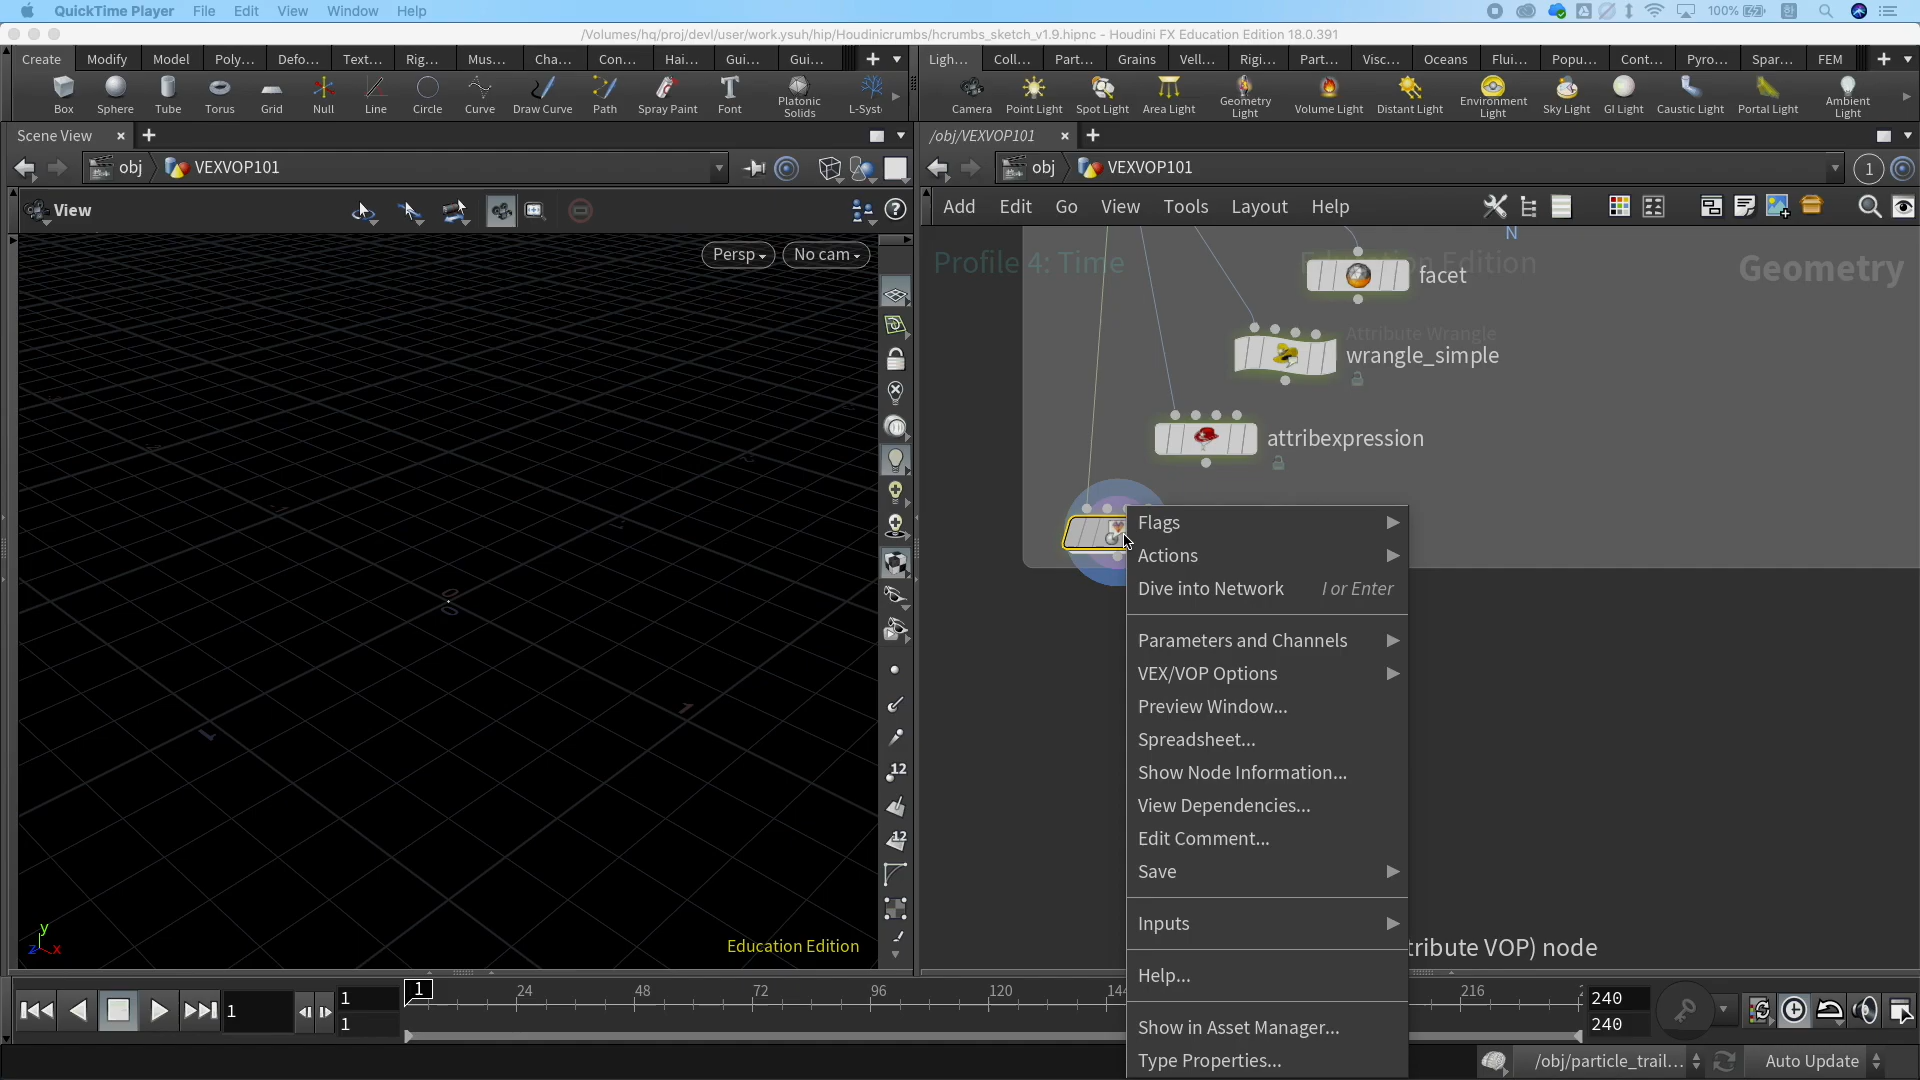 QuickTime Player File Edit View Window Help
100%
/Volumes/hq/proj/devl/user/work.ysuh/hip/Houdinicrumbs/hcrumbs_sketch_v1.9.hipnc - Houdini FX Education Edition 18.0.391
Create Modify Model Poly... Defo... Text... Rig... Mus... Cha... Con... Hai... Gui... Gui...
Ligh... Coll... Part... Grains Vell... Rigi... Part... Visc... Oceans Flui... Popu... Cont... Pyro... Spar... FEM
Box Sphere Tube Torus Grid Null Line Circle Curve Draw Curve Path Spray Paint Font Platonic Solids L-Syst
Camera Point Light Spot Light Area Light Geometry Light Volume Light Distant Light Environment Light Sky Light GI Light Caustic Light Portal Light Ambient Light
Scene View
/obj/VEXVOP101
obj VEXVOP101
obj VEXVOP101 1
View
Add Edit Go View Tools Layout Help
Persp No cam
N
Profile 4: Time
Education Edition
Geometry
facet
Attribute Wrangle
wrangle_simple
attribexpression
Flags
Actions
Dive into Network I or Enter
Parameters and Channels
VEX/VOP Options
Preview Window...
Spreadsheet...
Show Node Information...
View Dependencies...
Edit Comment...
Save
Inputs
Help...
Show in Asset Manager...
Type Properties...
12
12
y
z x
Education Edition
tribute VOP) node
1 1 1 1 24 48 72 96 120 144 216 240 240
/obj/particle_trail... Auto Update